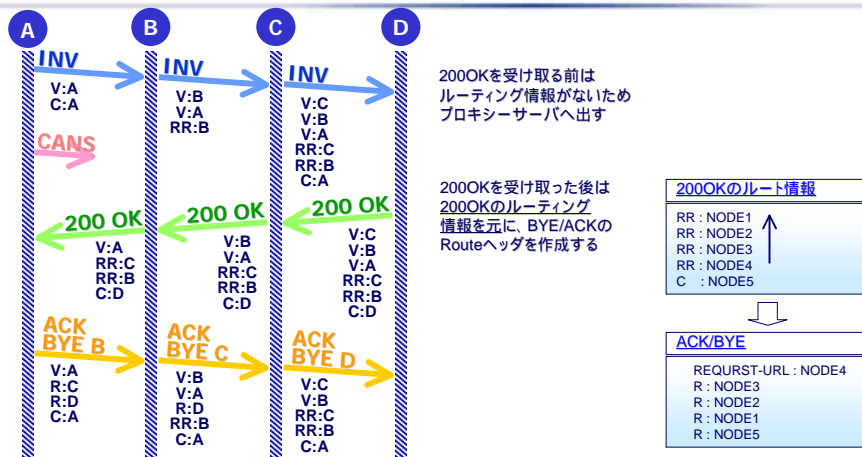 A
B
C
D
INV
V:A
C:A
INV
V:B
V:A
RR:B
INV
V:C
V:B
V:A
RR:C
RR:B
C:A
200OKを受け取る前は
ルーティング情報がないため
プロキシーサーバへ出す
CANS
200 OK
V:A
RR:C
RR:B
C:D
200 OK
V:B
V:A
RR:C
RR:B
C:D
200 OK
V:C
V:B
V:A
RR:C
RR:B
C:D
200OKを受け取った後は
200OKのルーティング
情報を元に、BYE/ACKの
Routeヘッダを作成する
200OKのルート情報
RR : NODE1
RR : NODE2
RR : NODE3
RR : NODE4
C : NODE5
ACK
BYE B
V:A
R:C
R:D
C:A
ACK
BYE C
V:B
V:A
R:D
RR:B
C:A
ACK
BYE D
V:C
V:B
RR:C
RR:B
C:A
ACK/BYE
REQURST-URL : NODE4
R : NODE3
R : NODE2
R : NODE1
R : NODE5